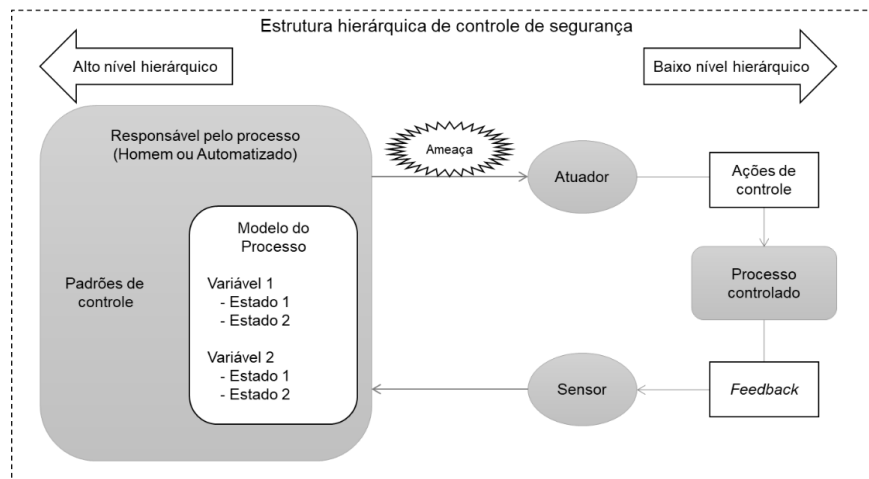 Estrutura hierárquica de controle de segurança
Alto nível hierárquico
Baixo nível hierárquico
Responsável pelo processo
(Homem ou Automatizado)
Ameaça
Atuador
Ações de
controle
Modelo do
Processo
Variável 1
- Estado 1
- Estado 2
Variável 2
- Estado 1
- Estado 2
Padrões de
controle
Processo
controlado
Sensor
Feedback